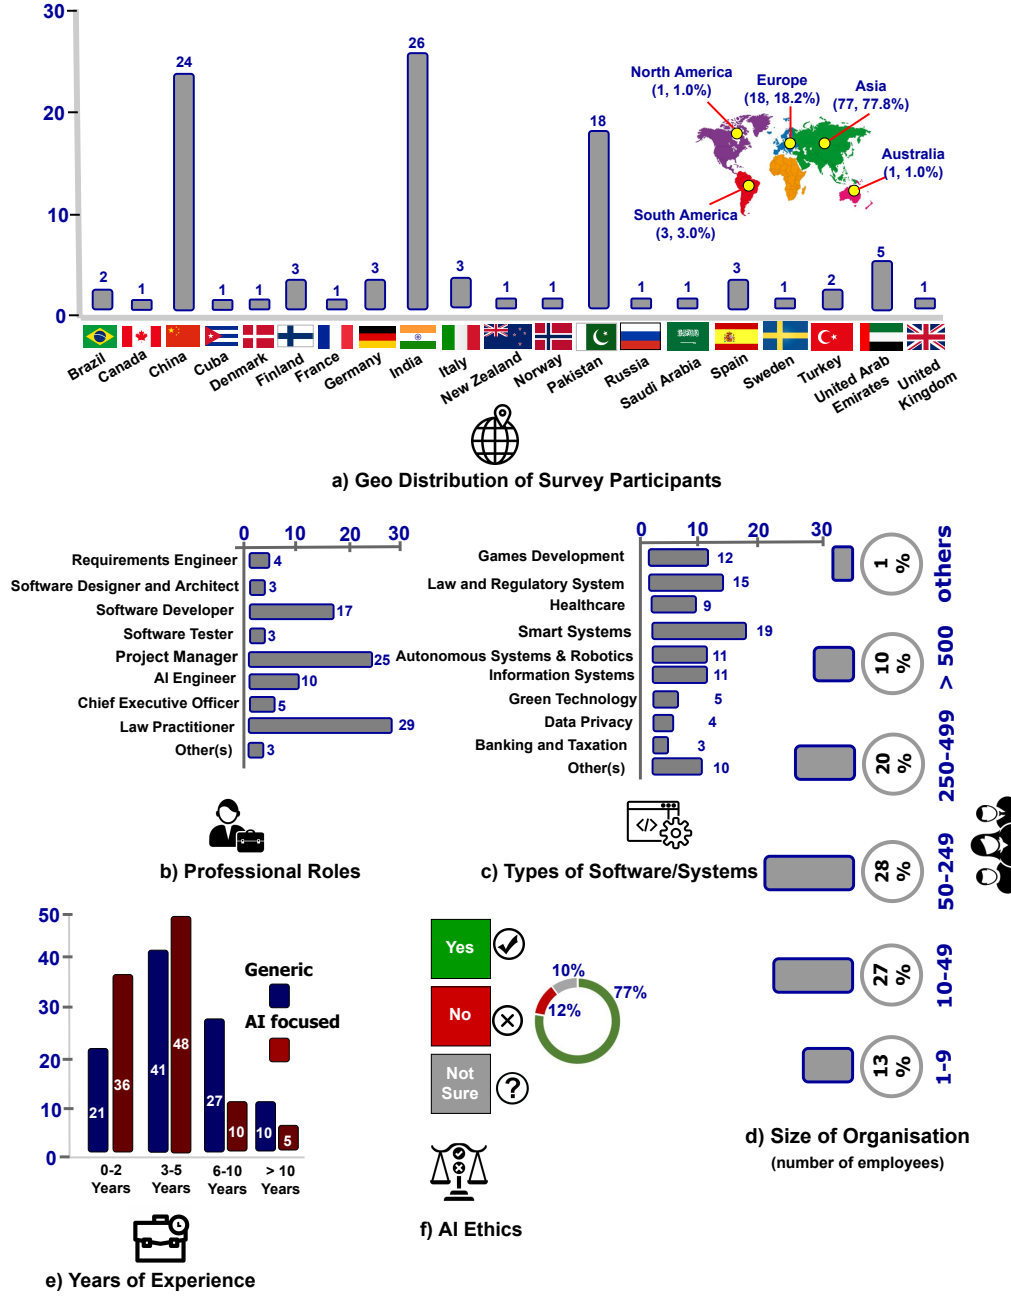 30
20
10
0
2
1
24
1
1
3
1
3
26
3
1
1
18
1
1
3
1
2
5
1
North America
(1, 1.0%)
Europe
(18, 18.2%)
Asia
(77, 77.8%)
Australia
(1, 1.0%)
South America
(3, 3.0%)
Brazil
Canada
China
Cuba
Denmark
Finland
France
Germany
India
Italy
New Zealand
Norway
Pakistan
Russia
Saudi Arabia
Spain
Sweden
Turkey
United Arab
Emirates
United
Kingdom
a) Geo Distribution of Survey Participants
0 10 20 30
Requirements Engineer 4
Software Designer and Architect 3
Software Developer 17
Software Tester 3
Project Manager 25
AI Engineer 10
Chief Executive Officer 5
Law Practitioner 29
Other(s) 3
b) Professional Roles
0 10 20 30
Games Development 12
Law and Regulatory System 15
Healthcare 9
Smart Systems 19
Autonomous Systems & Robotics 11
Information Systems 11
Green Technology 5
Data Privacy 4
Banking and Taxation 3
Other(s) 10
</> 
c) Types of Software/Systems
1 % others
10 % > 500
20 % 250-499
28 % 50-249
27 % 10-49
13 % 1-9
d) Size of Organisation
(number of employees)
50
40
30
20
10
0
21
36
41
48
27
10
10
5
Generic
AI focused
0-2
Years
3-5
Years
6-10
Years
> 10
Years
e) Years of Experience
Yes
No
Not
Sure
?
10%
77%
12%
f) AI Ethics